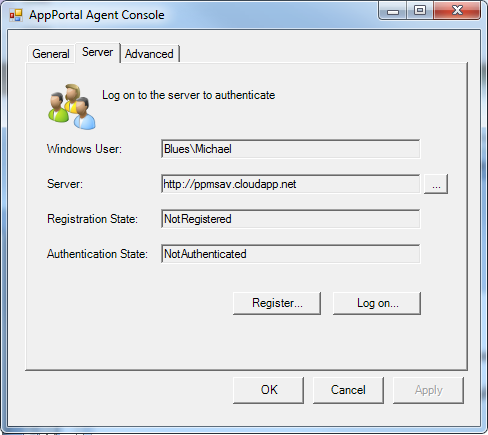 AppPortal Agent Console
General Server Advanced
Log on to the server to authenticate
Windows User: Blues\Michael
Server: http://ppmsav.cloudapp.net ...
Registration State: NotRegistered
Authentication State: NotAuthenticated
Register... Log on...
OK Cancel Apply